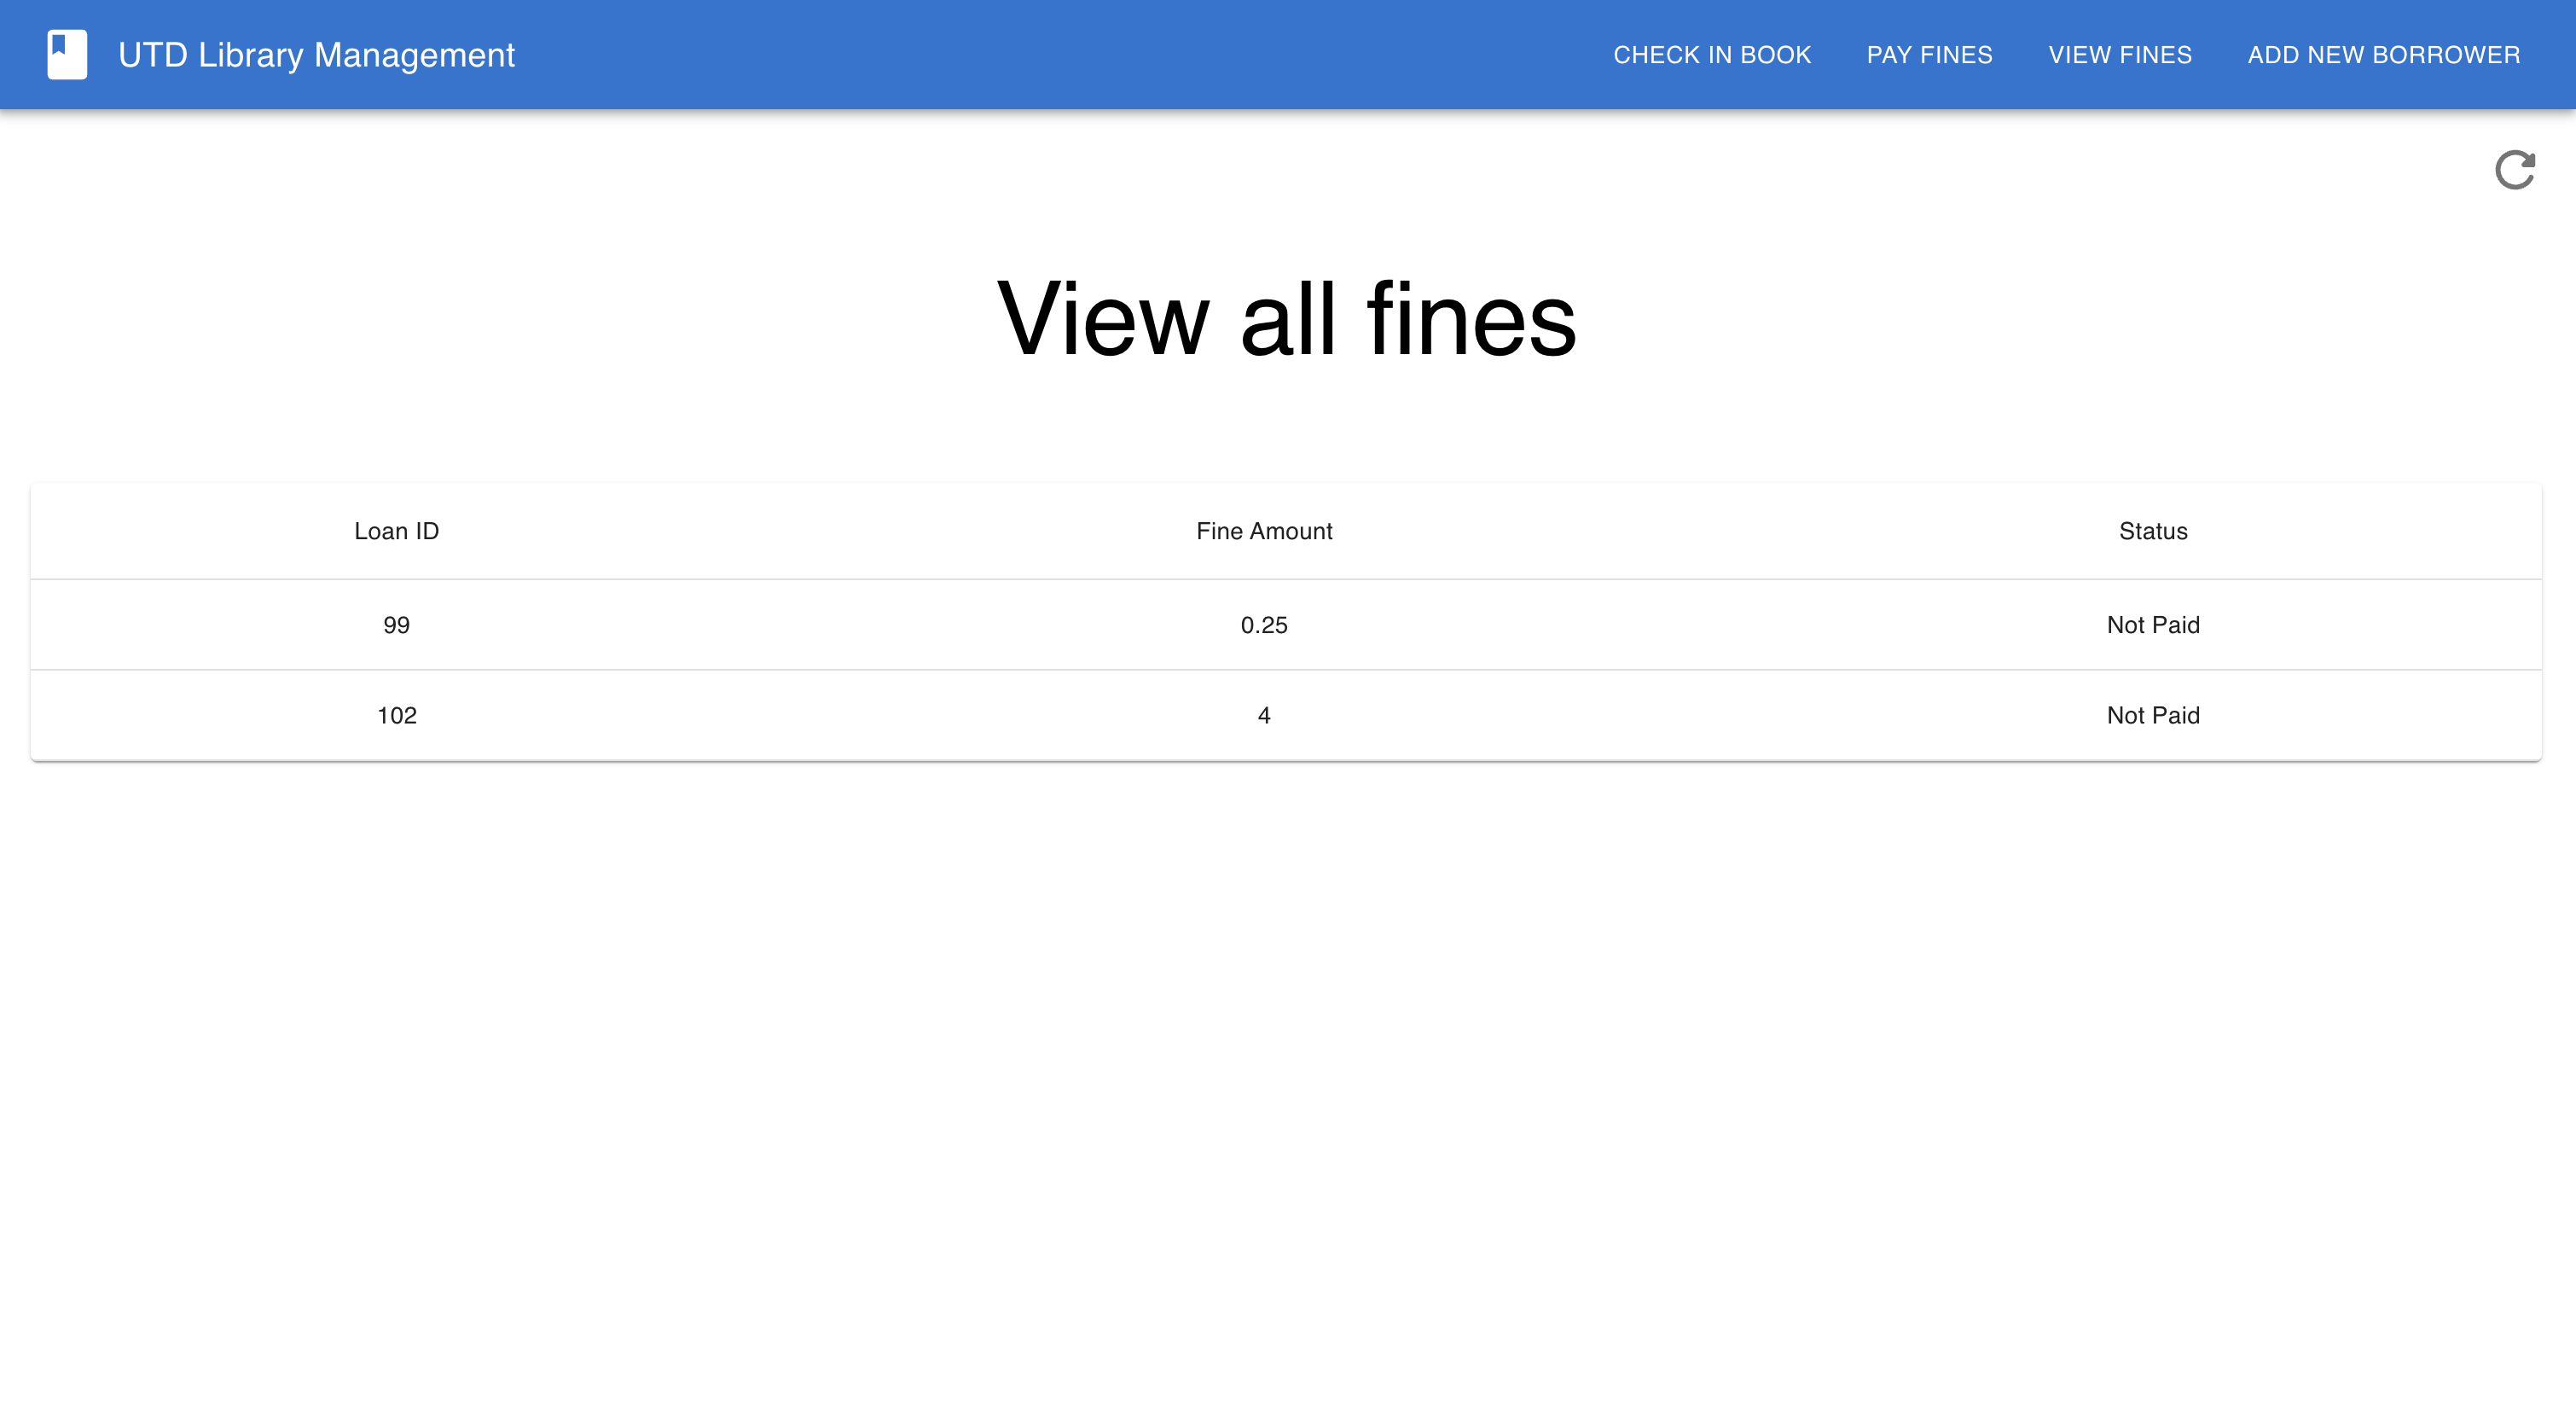 UTD Library Management CHECK IN BOOK PAY FINES VIEW FINES ADD NEW BORROWER
View all fines
Loan ID Fine Amount Status
99 0.25 Not Paid
102 4 Not Paid